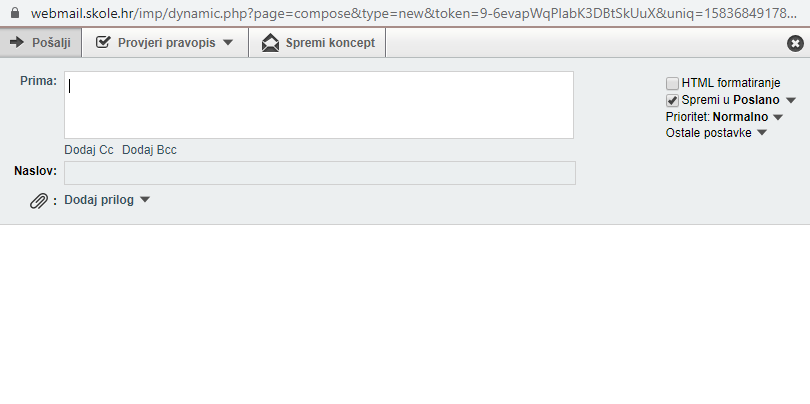 webmail.skole.hr/imp/dynamic.php?page=compose&type=new&token=9-6evapWqPlabK3DBtSkUuX&uniq=15836849178...
Pošalji Provjeri pravopis Spremi koncept
Prima:
HTML formatiranje
Spremi u Poslano
Prioritet: Normalno
Ostale postavke
Dodaj Cc Dodaj Bcc
Naslov:
: Dodaj prilog